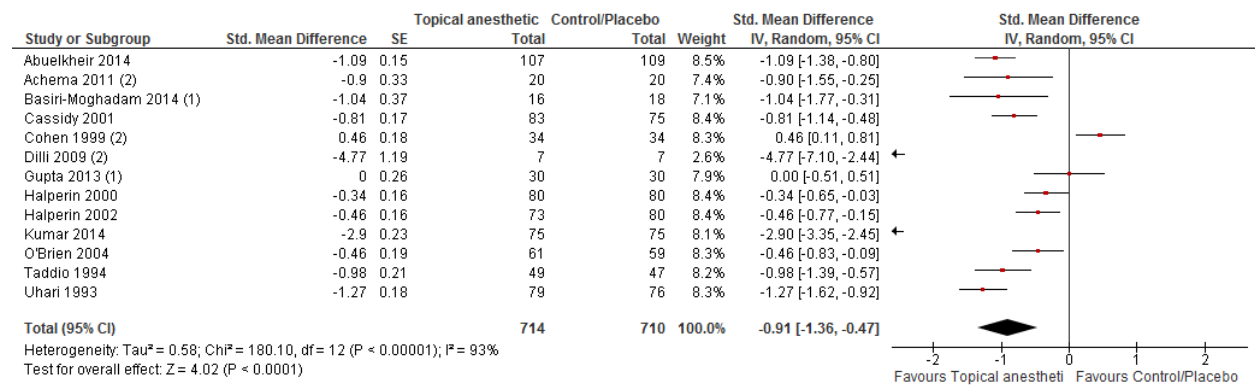 Topical anesthetic Control/Placebo Std. Mean Difference Std. Mean Difference
Study or Subgroup Std. Mean Difference SE Total Total Weight IV, Random, 95% CI IV, Random, 95% CI
Abuelkheir 2014 -1.09 0.15 107 109 8.5% -1.09 [-1.38, -0.80]
Achema 2011 (2) -0.9 0.33 20 20 7.4% -0.90 [-1.55, -0.25]
Basiri-Moghadam 2014 (1) -1.04 0.37 16 18 7.1% -1.04 [-1.77, -0.31]
Cassidy 2001 -0.81 0.17 83 75 8.4% -0.81 [-1.14, -0.48]
Cohen 1999 (2) 0.46 0.18 34 34 8.3% 0.46 [0.11, 0.81]
Dilli 2009 (2) -4.77 1.19 7 7 2.6% -4.77 [-7.10, -2.44]
Gupta 2013 (1) 0 0.26 30 30 7.9% 0.00 [-0.51, 0.51]
Halperin 2000 -0.34 0.16 80 80 8.4% -0.34 [-0.65, -0.03]
Halperin 2002 -0.46 0.16 73 80 8.4% -0.46 [-0.77, -0.15]
Kumar 2014 -2.9 0.23 75 75 8.1% -2.90 [-3.35, -2.45]
O'Brien 2004 -0.46 0.19 61 59 8.3% -0.46 [-0.83, -0.09]
Taddio 1994 -0.98 0.21 49 47 8.2% -0.98 [-1.39, -0.57]
Uhari 1993 -1.27 0.18 79 76 8.3% -1.27 [-1.62, -0.92]
Total (95% CI) 714 710 100.0% -0.91 [-1.36, -0.47]
Heterogeneity: Tau² = 0.58; Chi² = 180.10, df = 12 (P < 0.00001); I² = 93%
Test for overall effect: Z = 4.02 (P < 0.0001)
-2 -1 0 1 2
Favours Topical anestheti Favours Control/Placebo